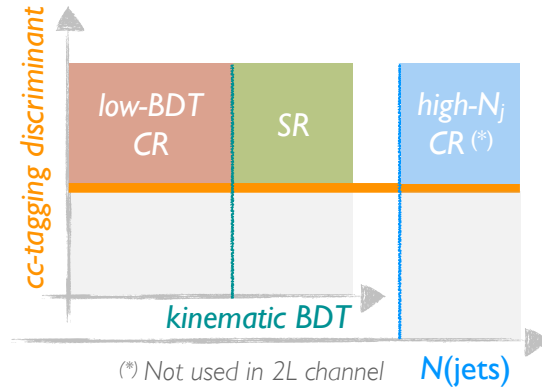 cc-tagging discriminant
low-BDT
CR
SR
high-Nj
CR (*)
kinematic BDT
(*) Not used in 2L channel
N(jets)